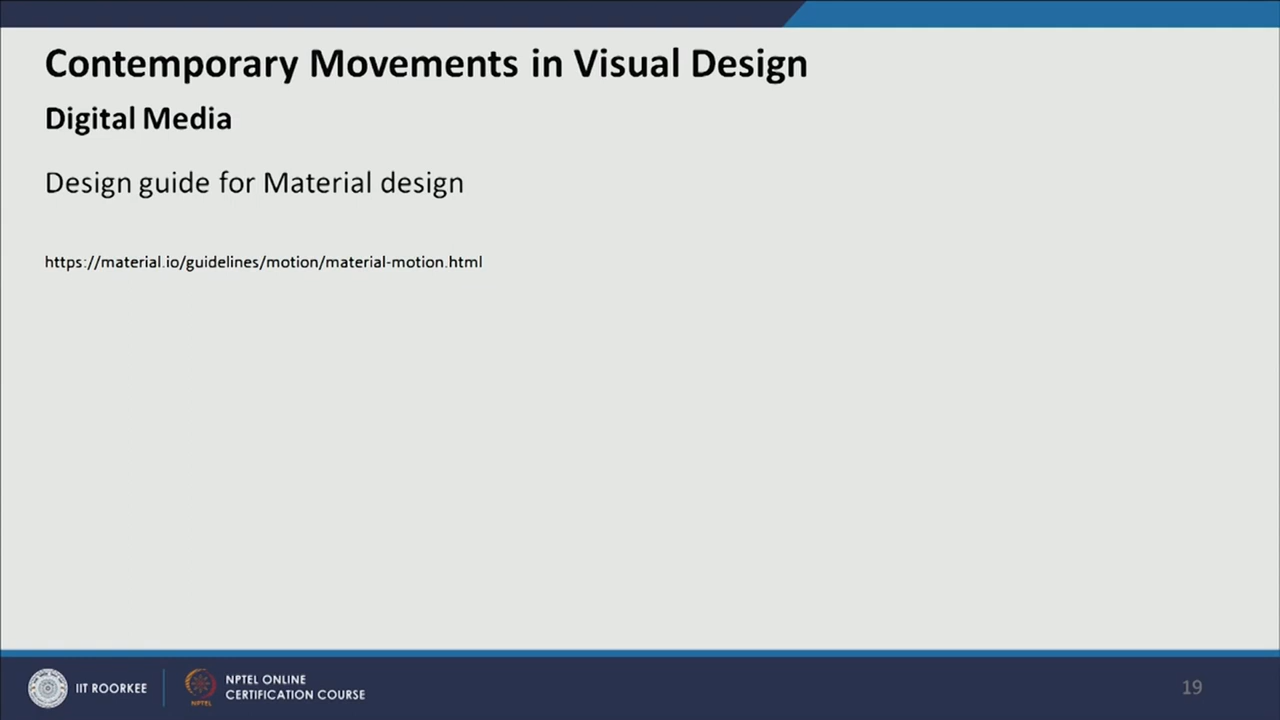 Contemporary Movements in Visual Design
Digital Media
Design guide for Material design
https://material.io/guidelines/motion/material-motion.html
IIT ROORKEE
NPTEL
NPTEL ONLINE
CERTIFICATION COURSE
19